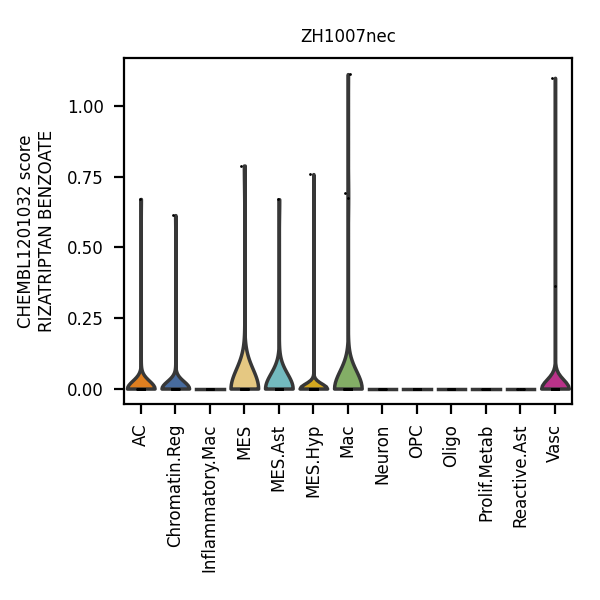 ZH1007nec
CHEMBL1201032 score
RIZATRIPTAN BENZOATE
1.00
0.75
0.50
0.25
0.00
AC
Chromatin.Reg
Inflammatory.Mac
MES
MES.Ast
MES.Hyp
Mac
Neuron
OPC
Oligo
Prolif.Metab
Reactive.Ast
Vasc